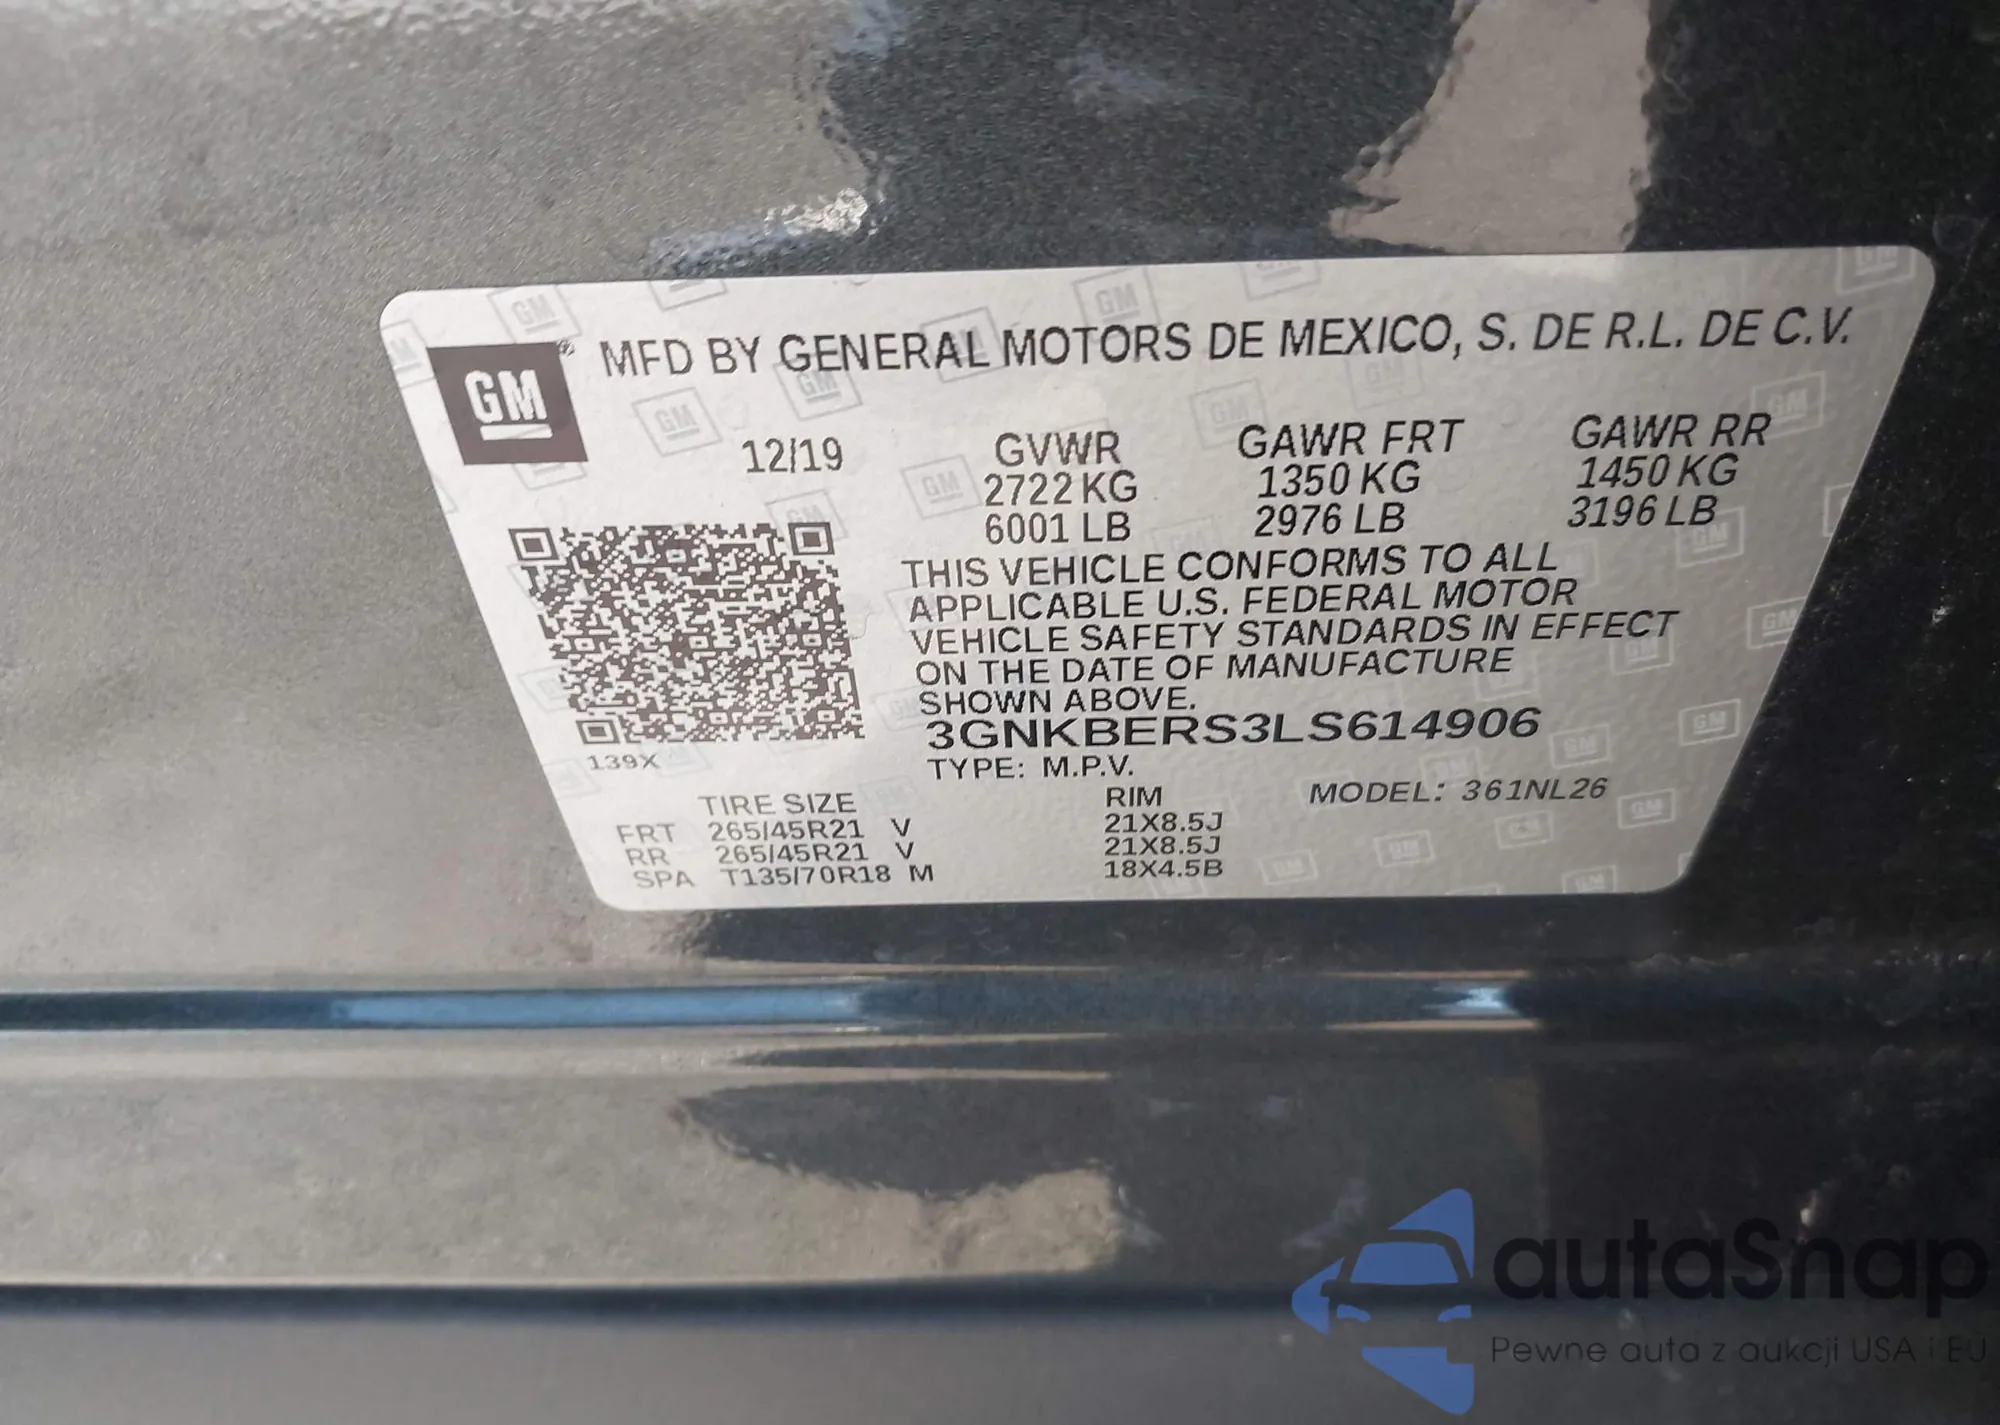 GM
® MFD BY GENERAL MOTORS DE MEXICO, S. DE R.L. DE C.V.
12/19
GVWR GAWR FRT GAWR RR
2722 KG 1350 KG 1450 KG
6001 LB 2976 LB 3196 LB
THIS VEHICLE CONFORMS TO ALL
APPLICABLE U.S. FEDERAL MOTOR
VEHICLE SAFETY STANDARDS IN EFFECT
ON THE DATE OF MANUFACTURE
SHOWN ABOVE.
3GNKBERS3LS614906
139X
TYPE: M.P.V.
MODEL: 361NL26
TIRE SIZE RIM
FRT 265/45R21 V 21X8.5J
RR 265/45R21 V 21X8.5J
SPA T135/70R18 M 18X4.5B
autaSnap
Pewne auta z aukcji USA i EU